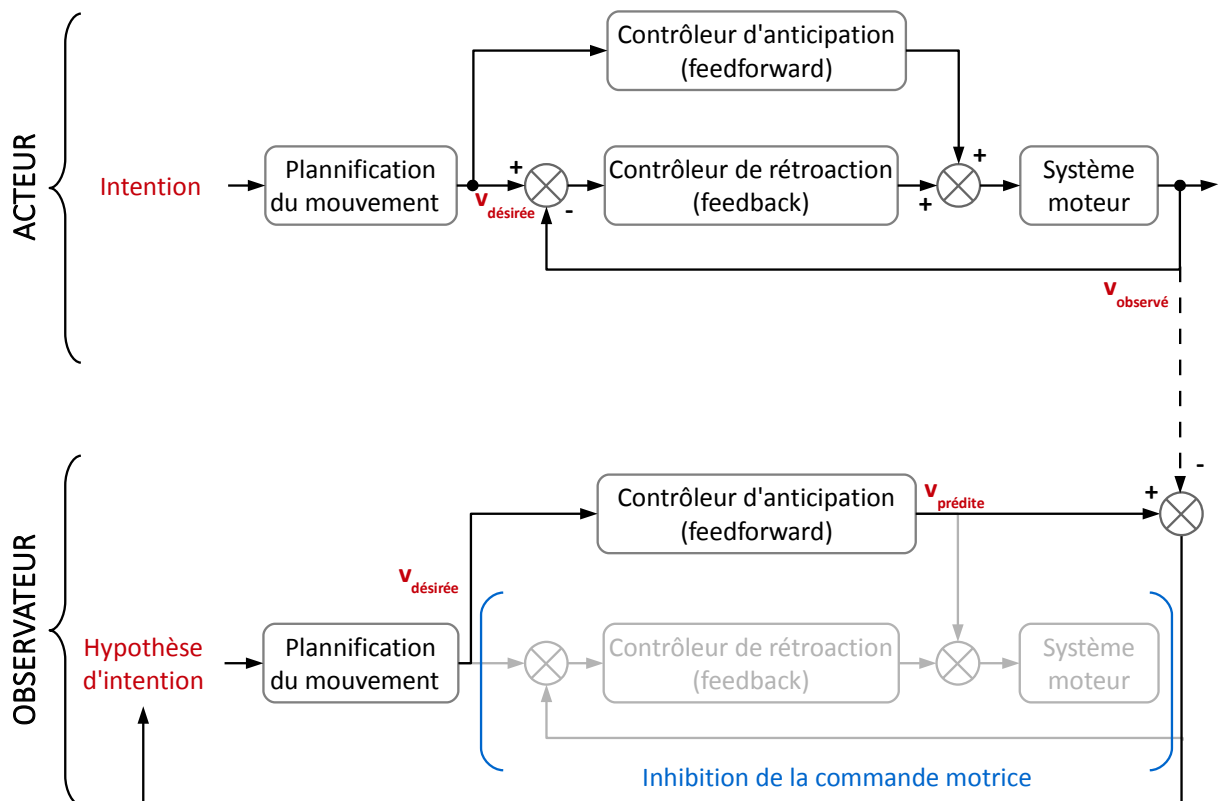 ACTEUR
Contrôleur d'anticipation
(feedforward)
Intention
Plannification
du mouvement
v désirée
+
-
Contrôleur de rétroaction
(feedback)
+
+
Système
moteur
v observé
OBSERVATEUR
-
+
Contrôleur d'anticipation
(feedforward)
v prédite
v désirée
Hypothèse
d'intention
Plannification
du mouvement
Contrôleur de rétroaction
(feedback)
Système
moteur
Inhibition de la commande motrice